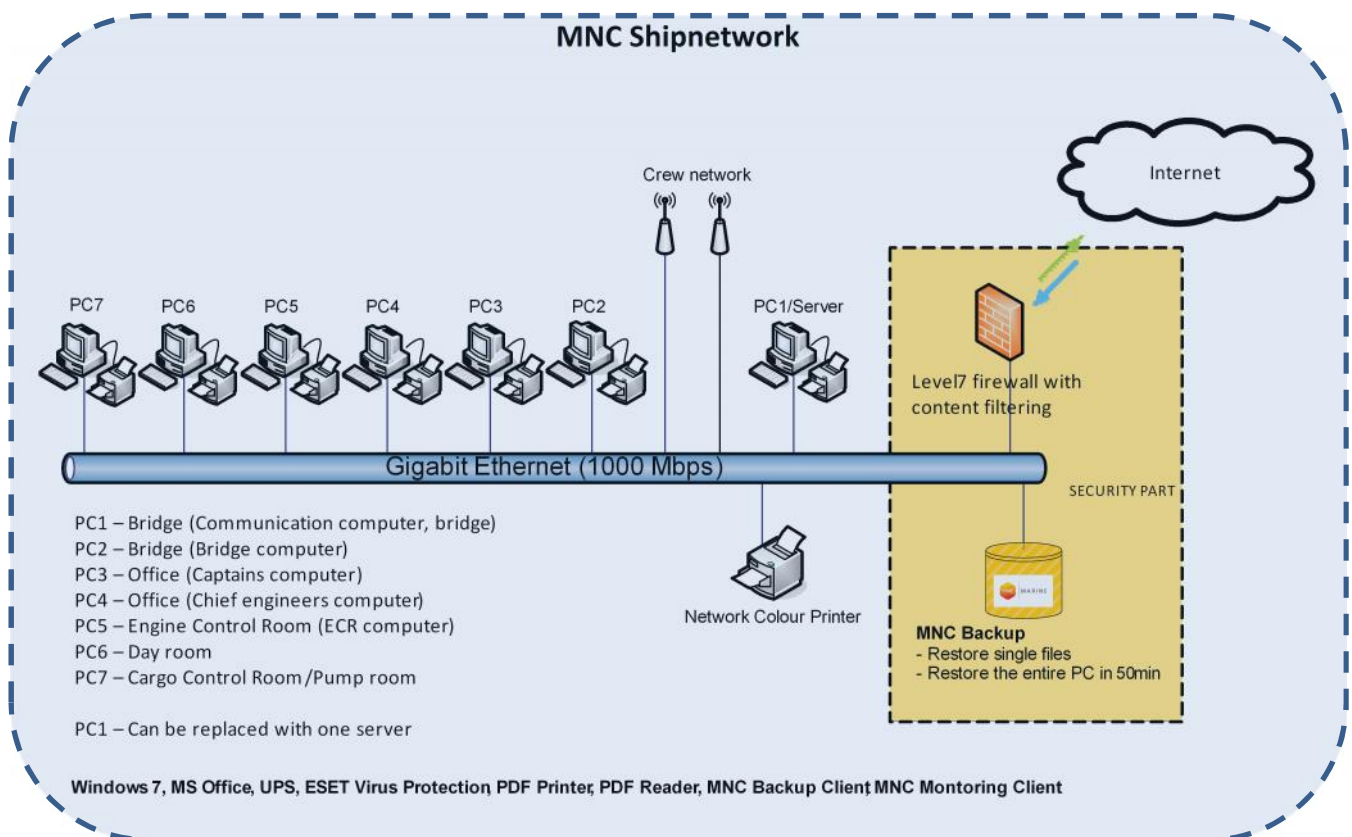 MNC Shipnetwork
Internet
Crew network
PC7
PC6
PC5
PC4
PC3
PC2
PC1/Server
Level7 firewall with
content filtering
Gigabit Ethernet (1000 Mbps)
SECURITY PART
PC1 – Bridge (Communication computer, bridge)
PC2 – Bridge (Bridge computer)
PC3 – Office (Captains computer)
PC4 – Office (Chief engineers computer)
PC5 – Engine Control Room (ECR computer)
PC6 – Day room
PC7 – Cargo Control Room/Pump room
PC1 – Can be replaced with one server
Network Colour Printer
MARINE
MNC Backup
- Restore single files
- Restore the entire PC in 50min
Windows 7, MS Office, UPS, ESET Virus Protection, PDF Printer, PDF Reader, MNC Backup Client, MNC Montoring Client